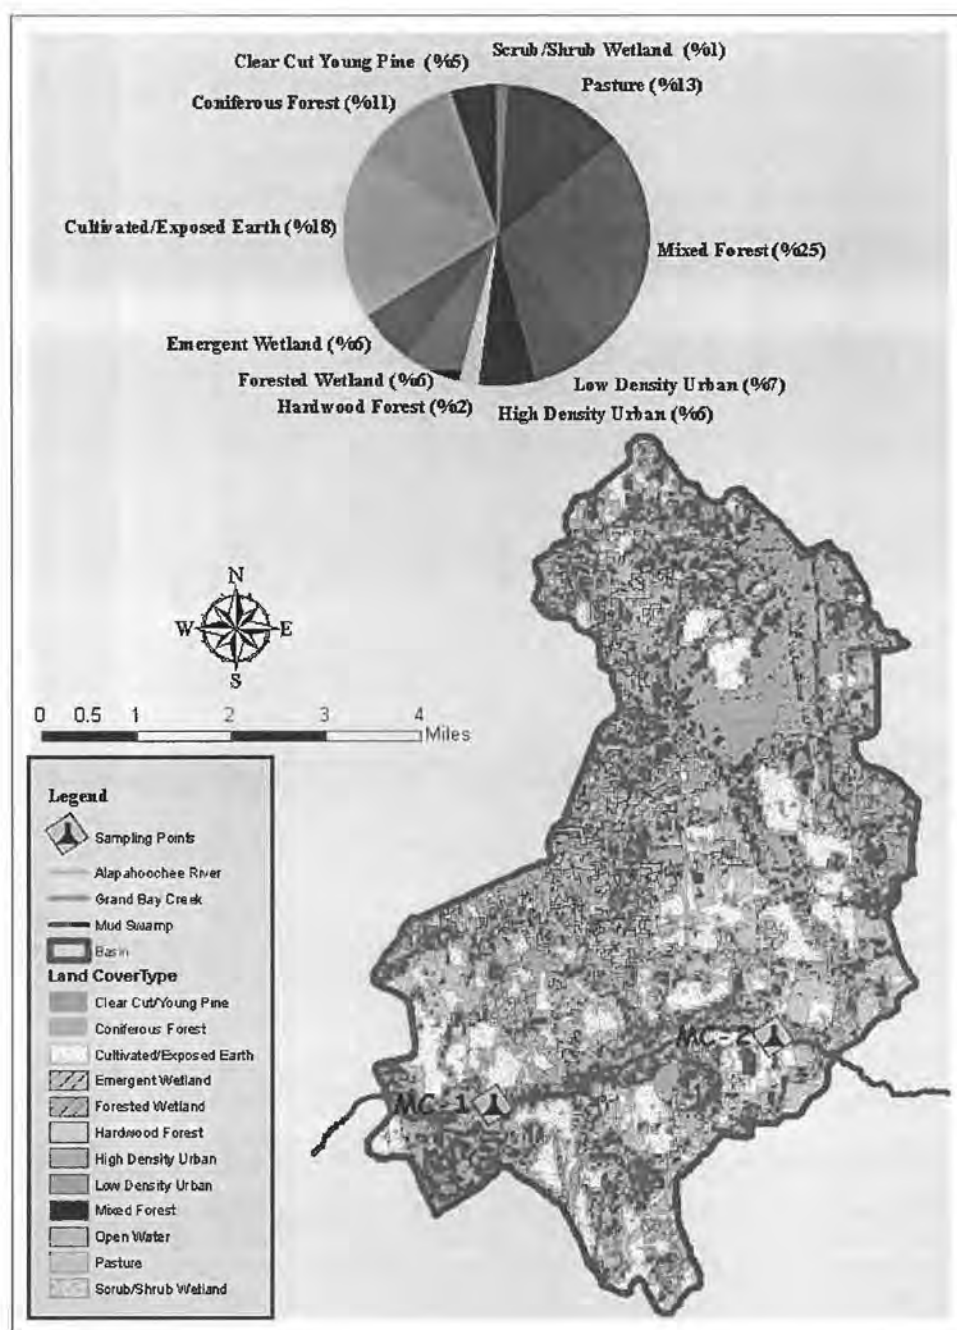 Scrub/Shrub Wetland (%1)
Clear Cut Young Pine (%5)
Pasture (%13)
Coniferous Forest (%11)
Cultivated/Exposed Earth (%18)
Mixed Forest (%25)
Emergent Wetland (%6)
Forested Wetland (%6)
Low Density Urban (%7)
Hardwood Forest (%2)
High Density Urban (%6)
N
W E
S
0 0.5 1 2 3 4
Miles
Legend
Sampling Points
Alapahoochee River
Grand Bay Creek
Mud Swamp
Basin
Land CoverType
Clear Cut/Young Pine
Coniferous Forest
Cultivated/Exposed Earth
Emergent Wetland
Forested Wetland
Hardwood Forest
High Density Urban
Low Density Urban
Mixed Forest
Open Water
Pasture
Scrub/Shrub Wetland
MC-2
MC-1